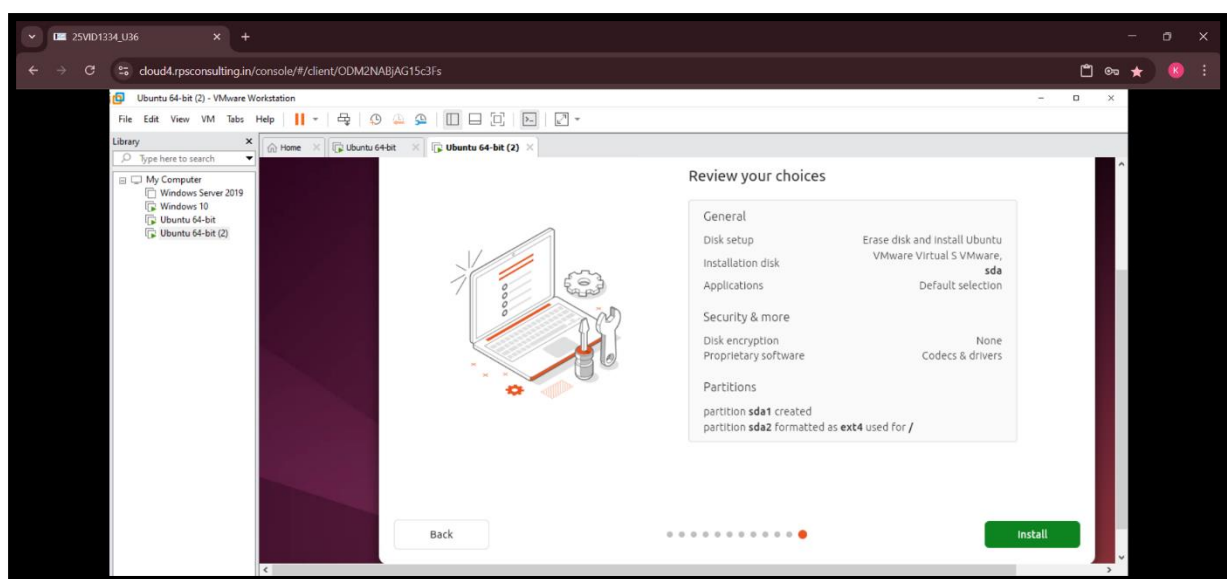 25VID1334_U36
cloud4.rpsconsulting.in/console/#/client/ODM2NABjAG15c3Fs
K
Ubuntu 64-bit (2) - VMware Workstation
File Edit View VM Tabs Help
Library
Type here to search
Home
Ubuntu 64-bit
Ubuntu 64-bit (2)
My Computer
Windows Server 2019
Windows 10
Ubuntu 64-bit
Ubuntu 64-bit (2)
Review your choices
General
Disk setup Erase disk and install Ubuntu
Installation disk VMware Virtual S VMware,
sda
Applications Default selection
Security & more
Disk encryption None
Proprietary software Codecs & drivers
Partitions
partition sda1 created
partition sda2 formatted as ext4 used for /
Back
Install